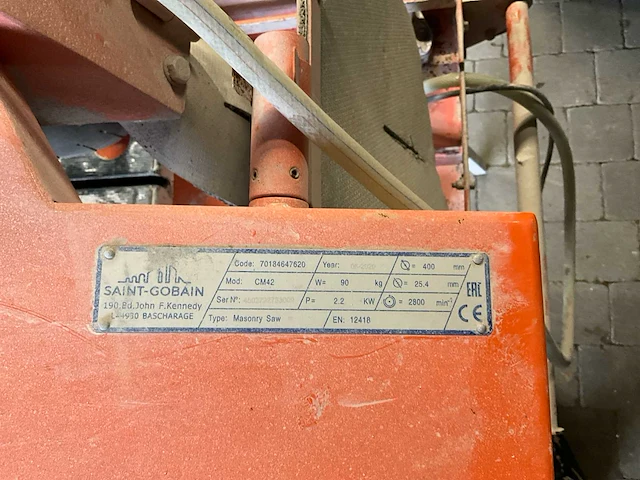 SAINT-GOBAIN
190,Bd.John F.Kennedy
L-4930 BASCHARAGE
Code: 70184647620 Year: Ø= 400 mm
Mod: CM42 W= 90 kg Ø= 25.4 mm
Ser N°: P= 2.2 KW = 2800 min⁻¹
Type: Masonry Saw EN: 12418
EAC
CE